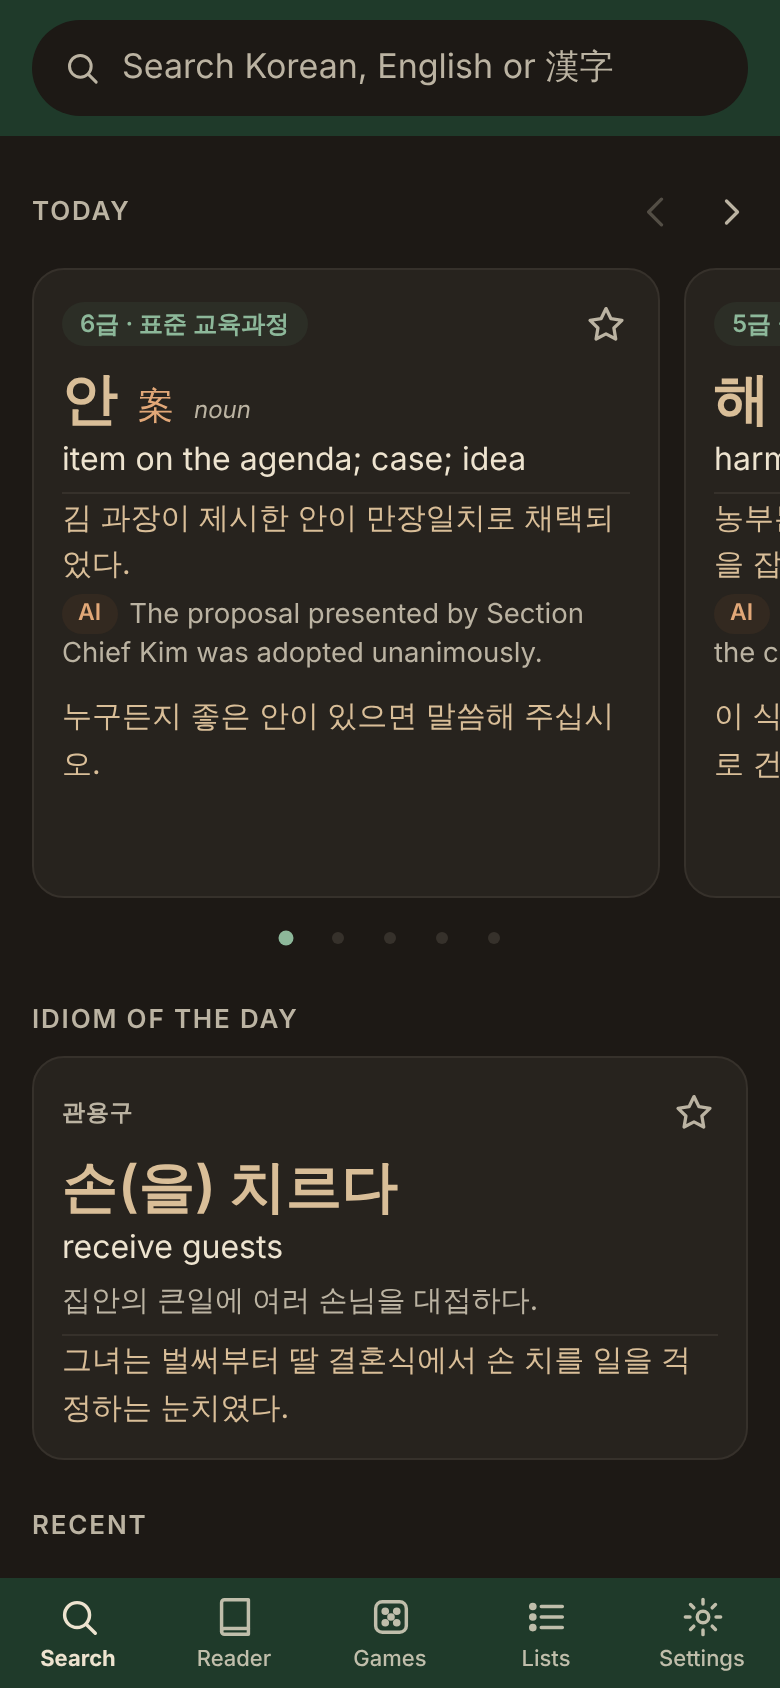 Search Korean, English or 漢字
TODAY
6급 · 표준 교육과정
안 案 noun
item on the agenda; case; idea
김 과장이 제시한 안이 만장일치로 채택되
었다.
AI The proposal presented by Section
Chief Kim was adopted unanimously.
누구든지 좋은 안이 있으면 말씀해 주십시
오.
5급
해
을 잡
AI
the
이 식
로 건
IDIOM OF THE DAY
관용구
손(을) 치르다
receive guests
집안의 큰일에 여러 손님을 대접하다.
그녀는 벌써부터 딸 결혼식에서 손 치를 일을 걱
정하는 눈치였다.
RECENT
Search
Reader
Games
Lists
Settings